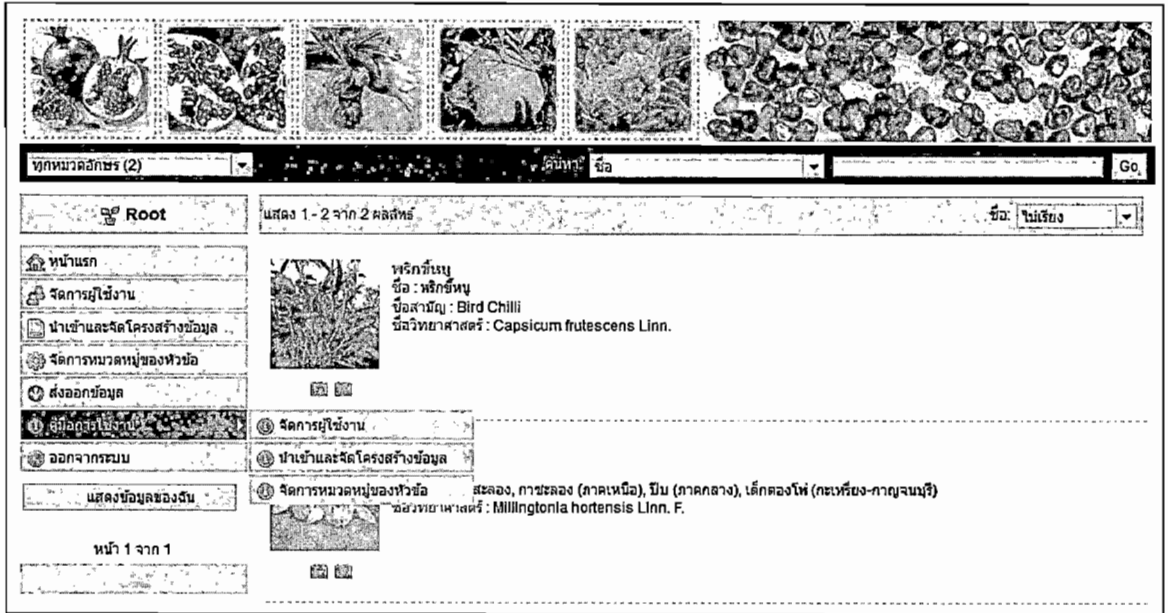 ทุกหมวดอักษร (2) ค้นหา: ชื่อ Go
Root
แสดง 1 - 2 จาก 2 ผลลัพธ์ ชื่อ: ไม่เรียง
หน้าแรก
จัดการผู้ใช้งาน
นำเข้าและจัดโครงสร้างข้อมูล
จัดการหมวดหมู่ของหัวข้อ
ส่งออกข้อมูล
คู่มือการใช้งาน
ออกจากระบบ
แสดงข้อมูลของฉัน
หน้า 1 จาก 1
พริกขี้หนู
ชื่อ : พริกขี้หนู
ชื่อสามัญ : Bird Chilli
ชื่อวิทยาศาสตร์ : Capsicum frutescens Linn.
จัดการผู้ใช้งาน
นำเข้าและจัดโครงสร้างข้อมูล
จัดการหมวดหมู่ของหัวข้อ
สะลอง, กาซะลอง (ภาคเหนือ), ปีบ (ภาคกลาง), เต็กตองโพ่ (กะเหรี่ยง-กาญจนบุรี)
ชื่อวิทยาศาสตร์ : Millingtonia hortensis Linn. F.